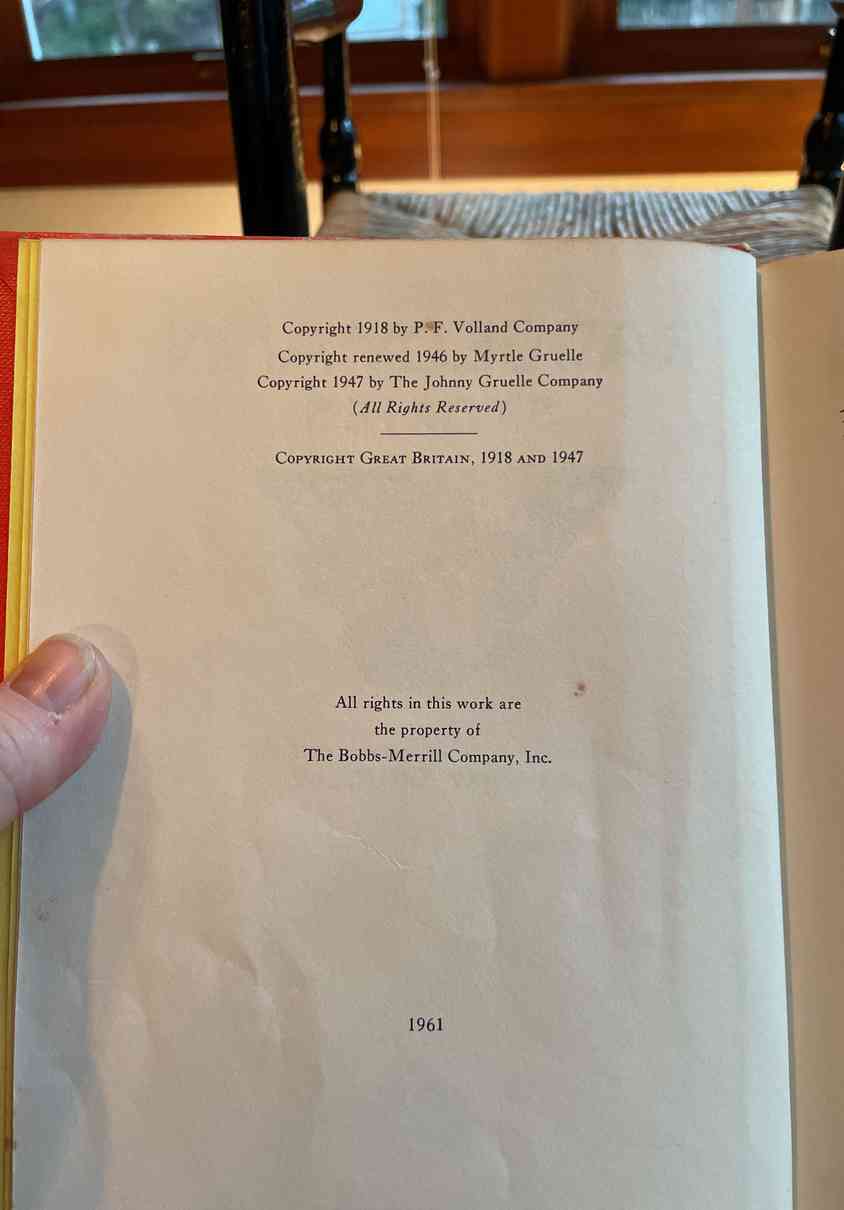 Copyright 1918 by P. F. Volland Company
Copyright renewed 1946 by Myrtle Gruelle
Copyright 1947 by The Johnny Gruelle Company
(All Rights Reserved)
Copyright Great Britain, 1918 and 1947
All rights in this work are
the property of
The Bobbs-Merrill Company, Inc.
1961